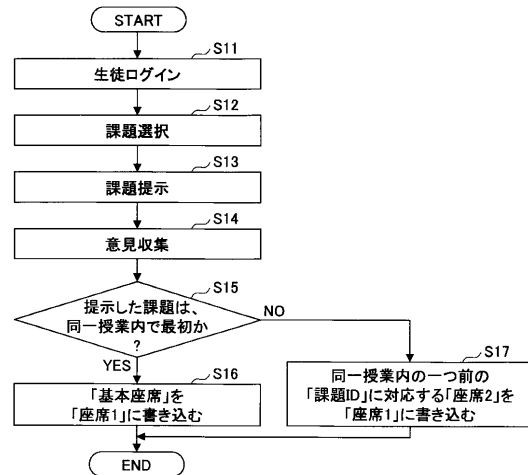 START
S11
生徒ログイン
S12
課題選択
S13
課題提示
S14
意見収集
S15
提示した課題は、
同一授業内で最初か
?
NO
YES
S16
「基本座席」を
「座席1」に書き込む
S17
同一授業内の一つ前の
「課題ID」に対応する「座席2」を
「座席1」に書き込む
END